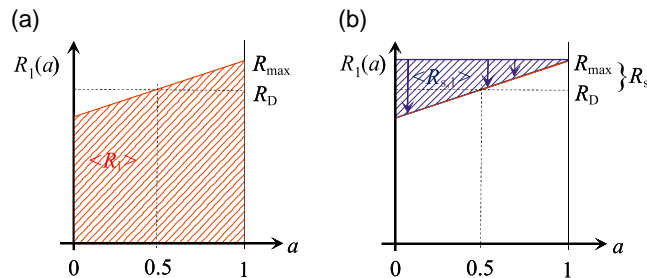 (a)
R1(a)
Rmax
RD
<R1>
0
0.5
1
a
(b)
R1(a)
<Rs,1>
Rmax
RD
} Rs
0
0.5
1
a